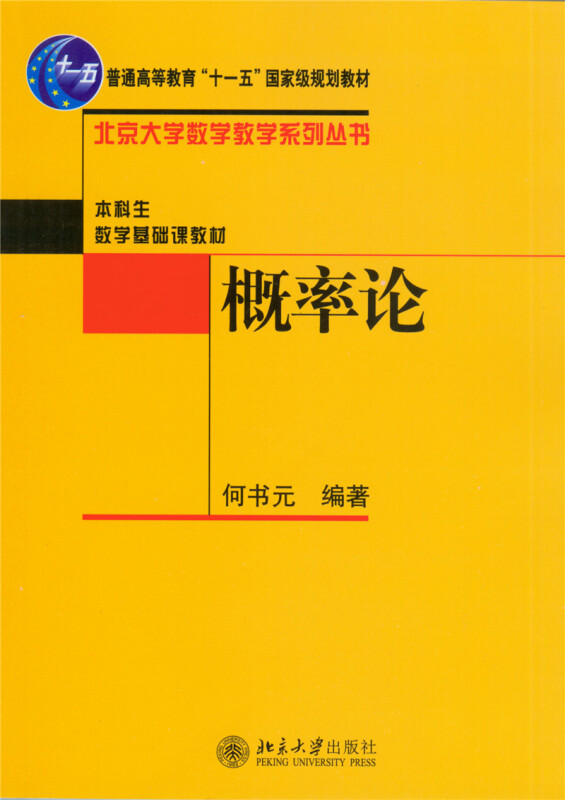 十一五
普通高等教育“十一五”国家级规划教材
北京大学数学教学系列丛书
本科生
数学基础课教材
概率论
何书元 编著
北京大学出版社
PEKING UNIVERSITY PRESS